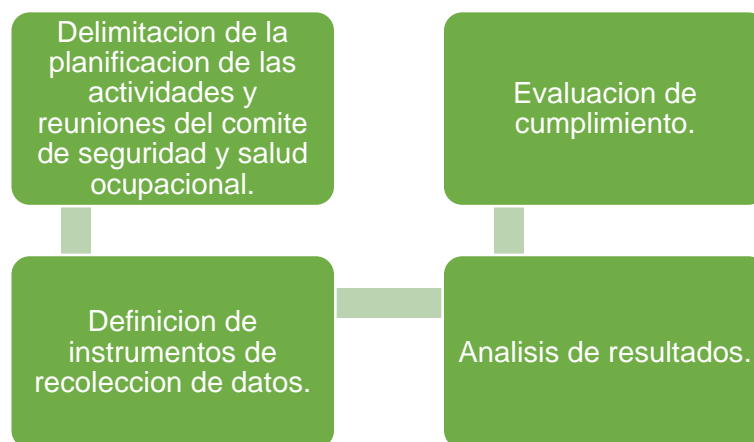 Delimitacion de la
planificacion de las
actividades y
reuniones del comite
de seguridad y salud
ocupacional.
Definicion de
instrumentos de
recoleccion de datos.
Analisis de resultados.
Evaluacion de
cumplimiento.